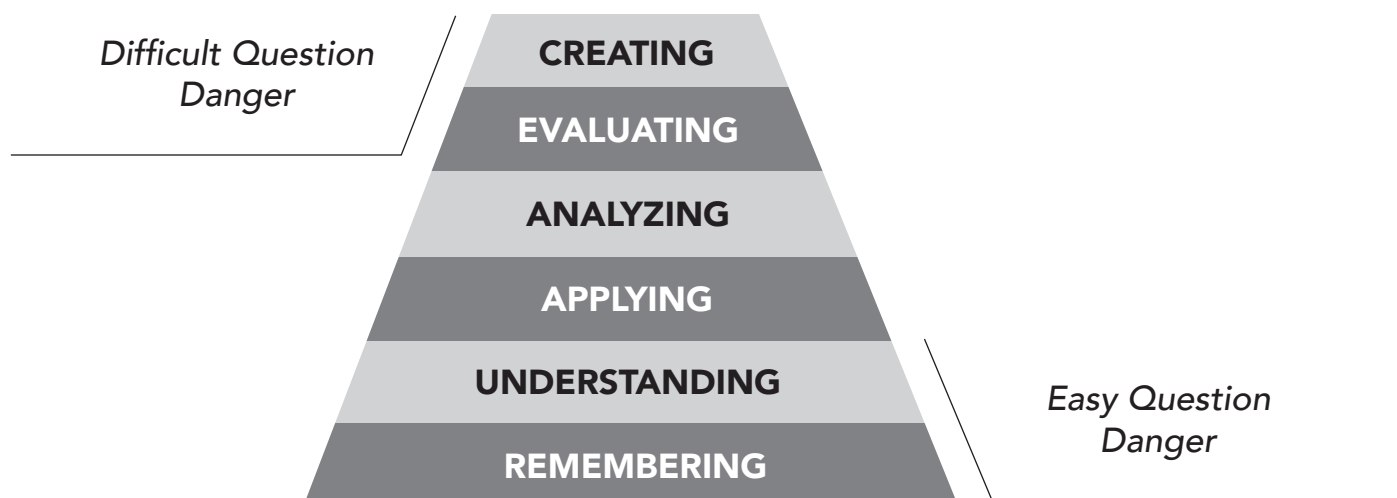 Difficult Question
Danger
CREATING
EVALUATING
ANALYZING
APPLYING
UNDERSTANDING
REMEMBERING
Easy Question
Danger